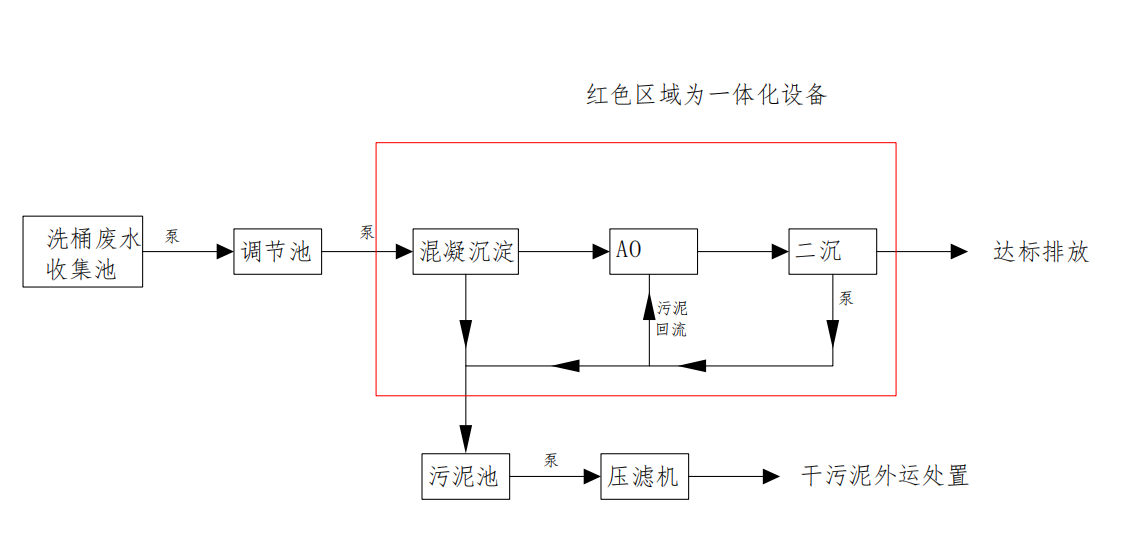 红色区域为一体化设备
洗桶废水
收集池
泵
调节池
泵
混凝沉淀
AO
二沉
达标排放
污泥
回流
泵
污泥池
泵
压滤机
干污泥外运处置